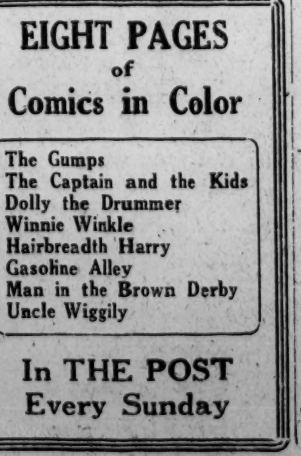 EIGHT PAGES
of
Comics in Color
The Gumps
The Captain and the Kids
Dolly the Drummer
Winnie Winkle
Hairbreadth Harry
Gasoline Alley
Man in the Brown Derby
Uncle Wiggily
In THE POST
Every Sunday